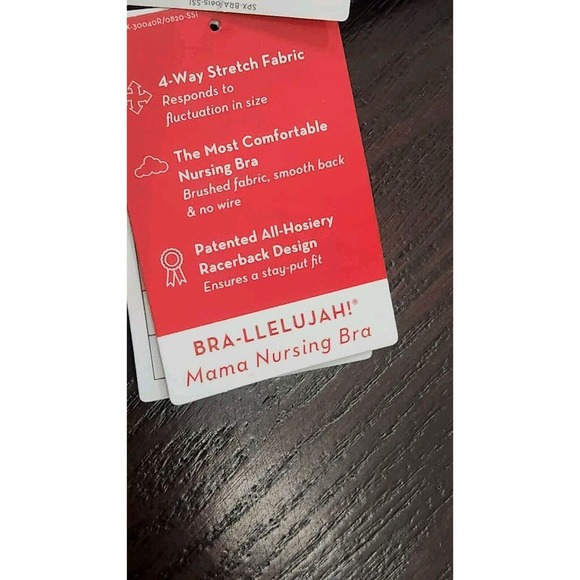 SPX-BRA/0615-SSI
X-30040R/0820-SSI
4-Way Stretch Fabric
Responds to
fluctuation in size
The Most Comfortable
Nursing Bra
Brushed fabric, smooth back
& no wire
Patented All-Hosiery
Racerback Design
Ensures a stay-put fit
BRA-LLELUJAH!®
Mama Nursing Bra